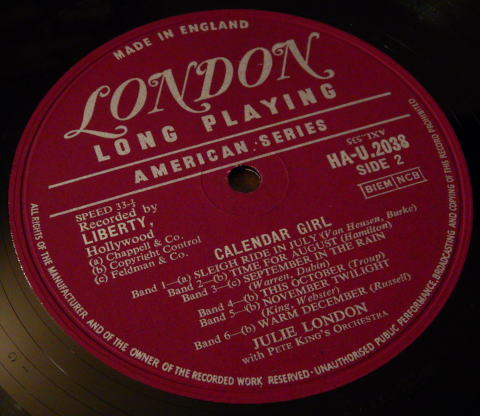 MADE IN ENGLAND
LONDON
LONG PLAYING
AMERICAN SERIES
AXL.535
HA-U.2038
SIDE 2
BIEM NCB
SPEED 33-⅓
Recorded by
LIBERTY,
Hollywood
(a) Chappell & Co.
(b) Copyright Control
(c) Feldman & Co.
CALENDAR GIRL
Band 1—(a) SLEIGH RIDE IN JULY (Van Heusen, Burke)
Band 2—(b) TIME FOR AUGUST (Hamilton)
Band 3—(c) SEPTEMBER IN THE RAIN
(Warren, Dubin)
Band 4—(b) THIS OCTOBER (Troup)
Band 5—(b) NOVEMBER TWILIGHT
(King, Webster)
Band 6—(b) WARM DECEMBER (Russell)
JULIE LONDON
with PETE KING'S ORCHESTRA
ALL RIGHTS OF THE MANUFACTURER AND OF THE OWNER OF THE RECORDED WORK RESERVED · UNAUTHORISED PUBLIC PERFORMANCE, BROADCASTING AND COPYING OF THIS RECORD PROHIBITED